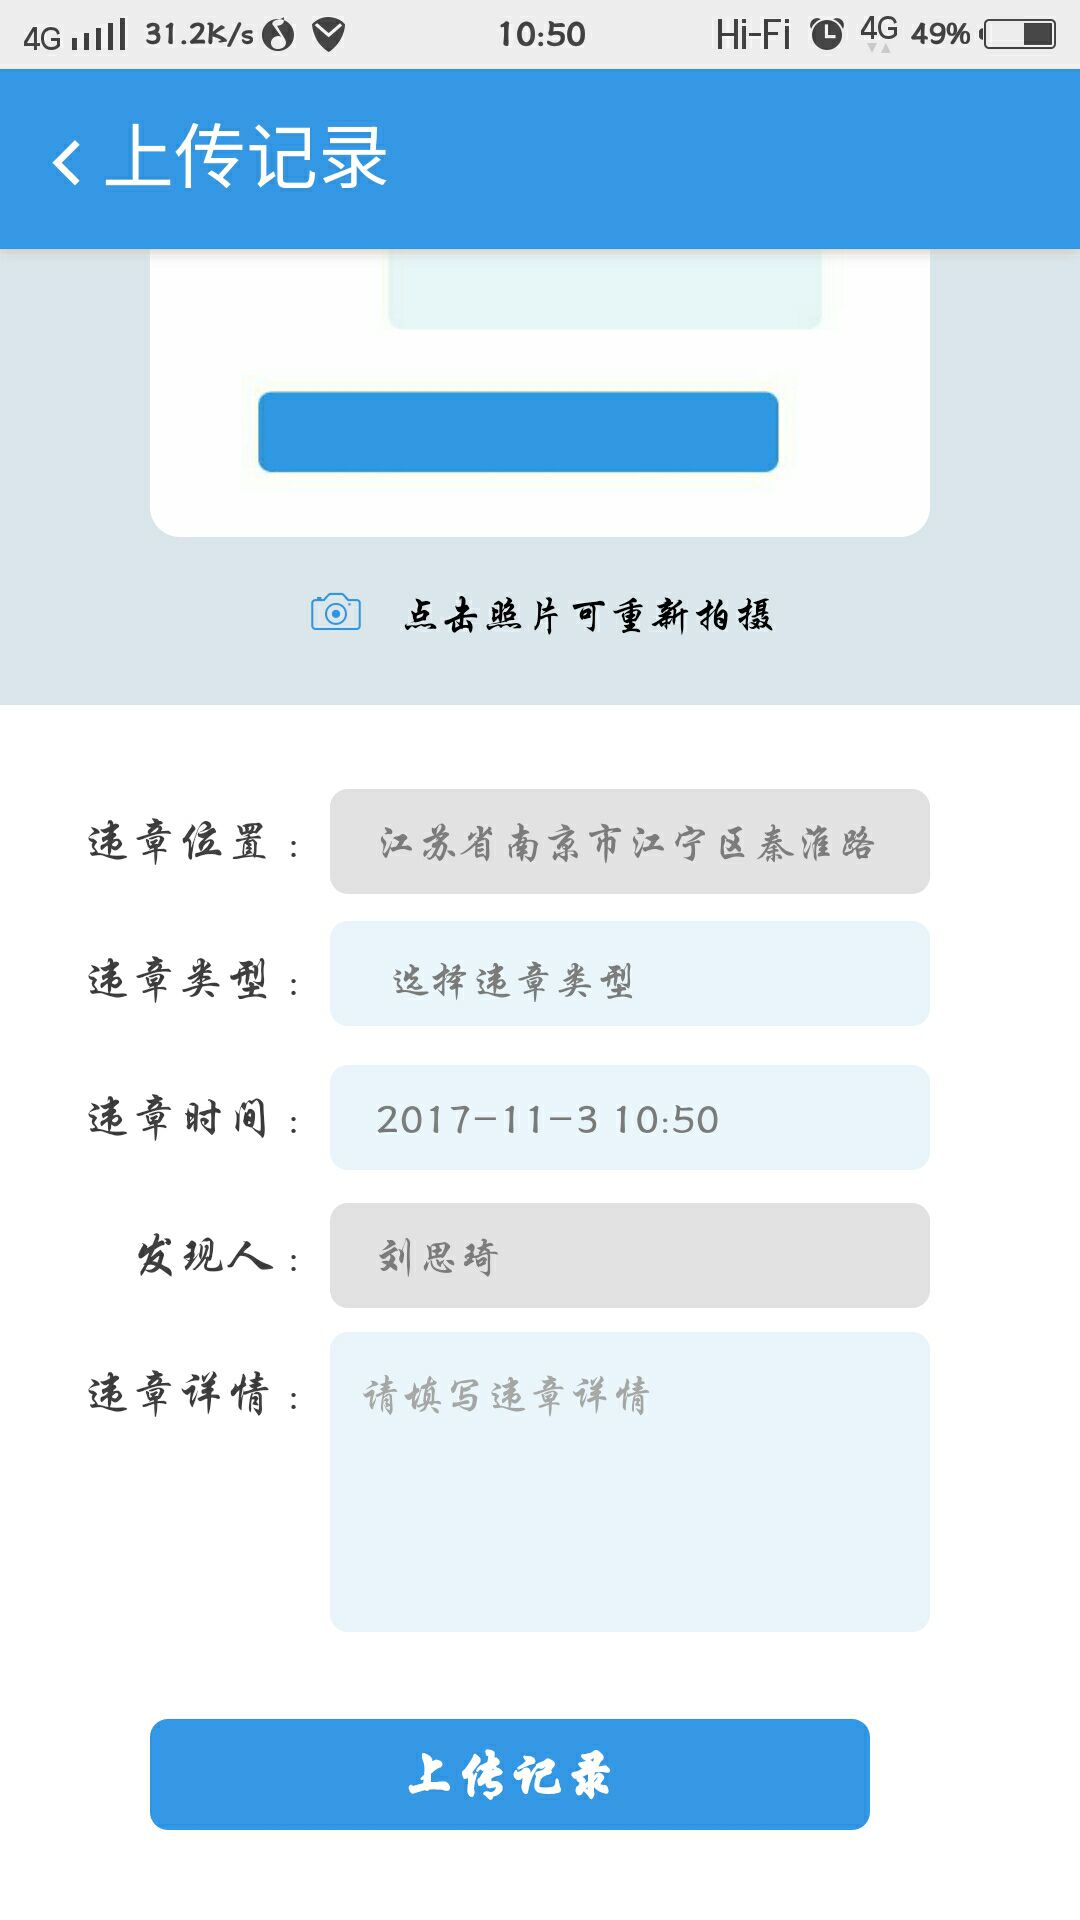 4G 31.2K/s 10:50 Hi-Fi 4G 49%
上传记录
点击照片可重新拍摄
违章位置: 江苏省南京市江宁区秦淮路
违章类型: 选择违章类型
违章时间: 2017-11-3 10:50
发现人: 刘思琦
违章详情: 请填写违章详情
上传记录